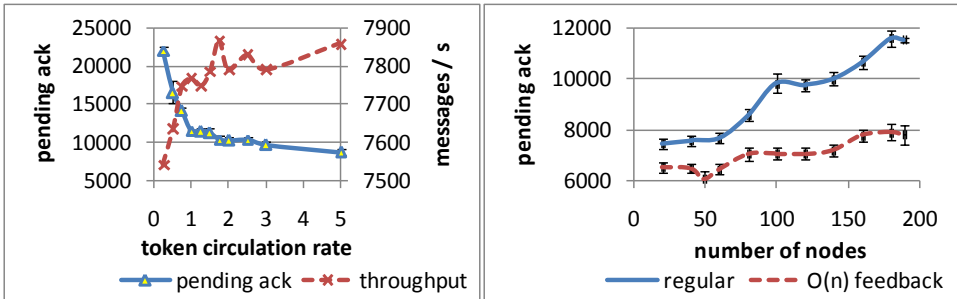 pending ack
25000
20000
15000
10000
5000
7900
7800
7700
7600
7500
messages / s
0 1 2 3 4 5
token circulation rate
pending ack throughput
pending ack
12000
10000
8000
6000
0 50 100 150 200
number of nodes
regular O(n) feedback